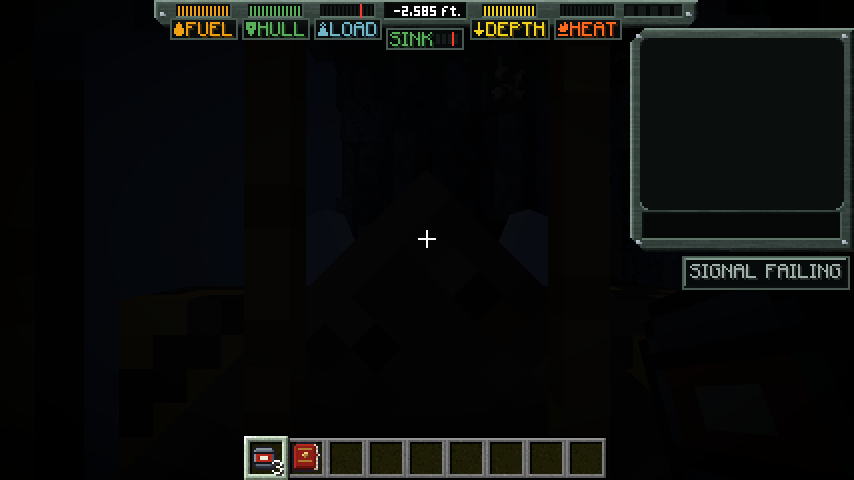 -2,585 ft.
FUEL
HULL
LOAD
SINK
DEPTH
HEAT
SIGNAL FAILING
3